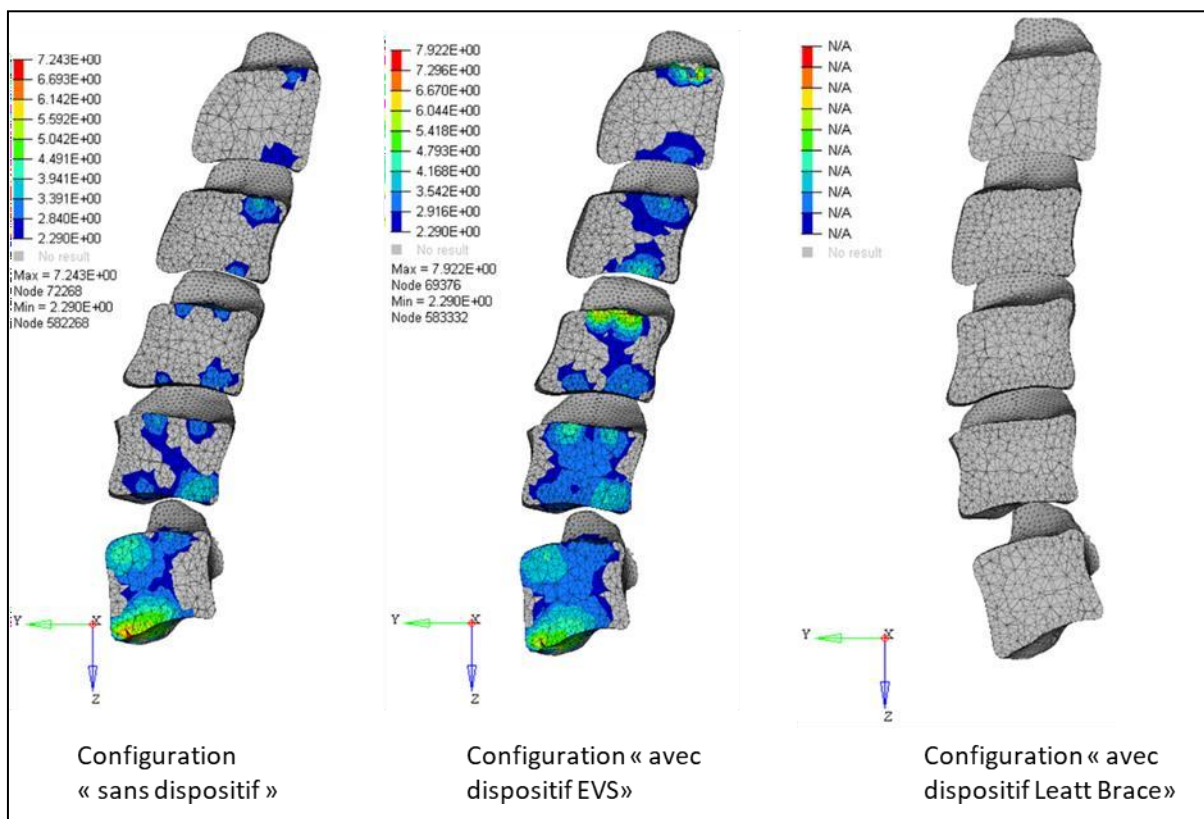 7.243E+00
6.693E+00
6.142E+00
5.592E+00
5.042E+00
4.491E+00
3.941E+00
3.391E+00
2.840E+00
2.290E+00
No result
Max = 7.243E+00
Node 72268
Min = 2.290E+00
Node 582268
Y
X
Z
Configuration
« sans dispositif »
7.922E+00
7.296E+00
6.670E+00
6.044E+00
5.418E+00
4.793E+00
4.168E+00
3.542E+00
2.916E+00
2.290E+00
No result
Max = 7.922E+00
Node 69376
Min = 2.290E+00
Node 583332
Y
X
Z
Configuration « avec
dispositif EVS»
N/A
N/A
N/A
N/A
N/A
N/A
N/A
N/A
N/A
N/A
No result
Y
X
Z
Configuration « avec
dispositif Leatt Brace»